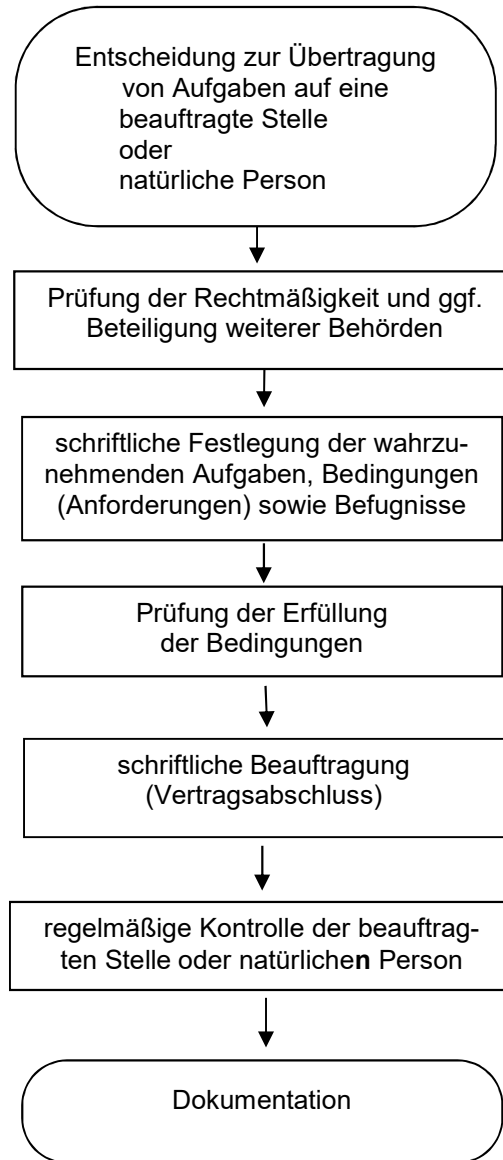 Entscheidung zur Übertragung
von Aufgaben auf eine
beauftragte Stelle
oder
natürliche Person
Prüfung der Rechtmäßigkeit und ggf.
Beteiligung weiterer Behörden
schriftliche Festlegung der wahrzu-
nehmenden Aufgaben, Bedingungen
(Anforderungen) sowie Befugnisse
Prüfung der Erfüllung
der Bedingungen
schriftliche Beauftragung
(Vertragsabschluss)
regelmäßige Kontrolle der beauftrag-
ten Stelle oder natürlichen Person
Dokumentation